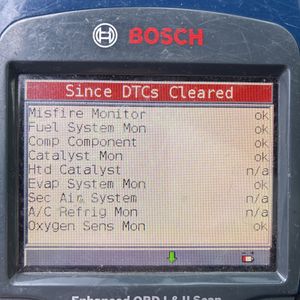 BOSCH
Since DTCs Cleared
Misfire Monitor ok
Fuel System Mon ok
Comp Component ok
Catalyst Mon ok
Htd Catalyst n/a
Evap System Mon ok
Sec Air System n/a
A/C Refrig Mon n/a
Oxygen Sens Mon ok
Enhanced OBD I & II Scan